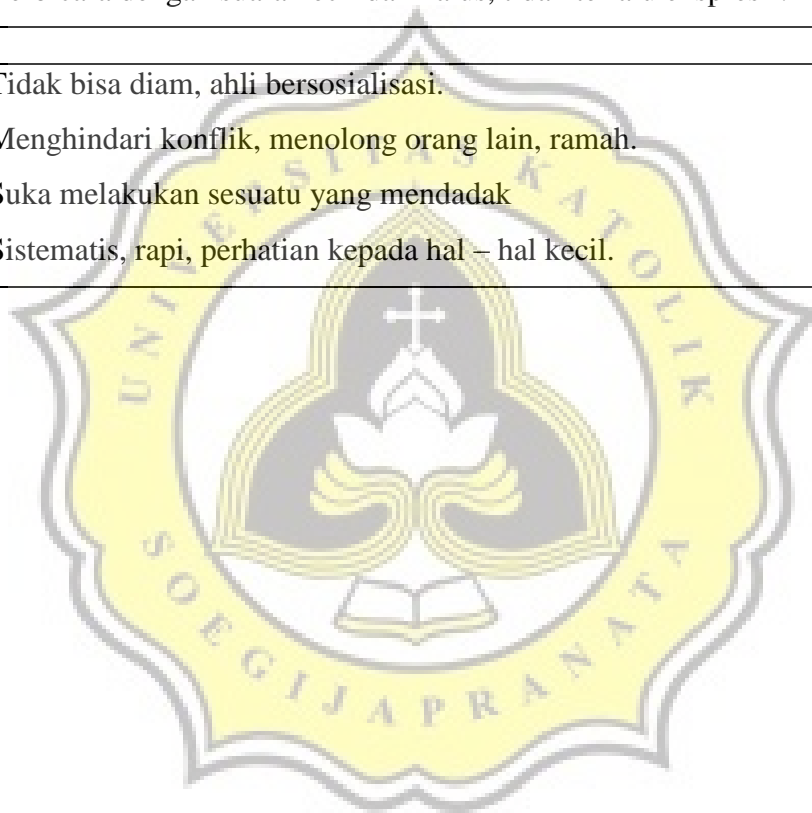 Tidak bisa diam, ahli bersosialisasi.
Menghindari konflik, menolong orang lain, ramah.
Suka melakukan sesuatu yang mendadak
Sistematis, rapi, perhatian kepada hal – hal kecil.
UNIVERSITAS KATOLIK
SOEGIJAPRANATA